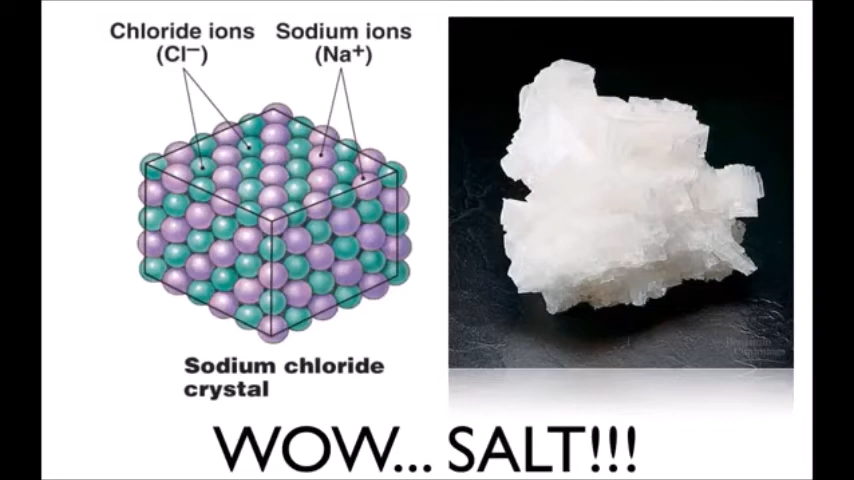 Chloride ions
(Cl–)
Sodium ions
(Na+)
Sodium chloride
crystal
WOW... SALT!!!